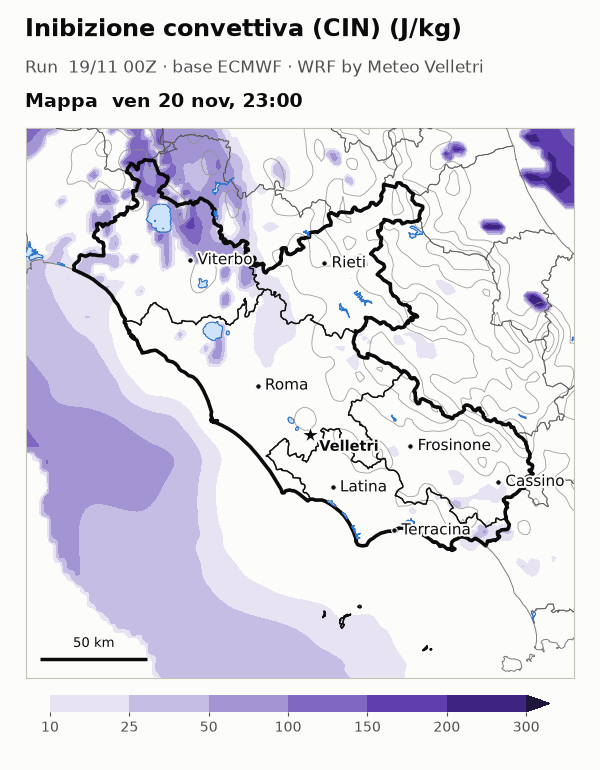 Inibizione convettiva (CIN) (J/kg)
Run  19/11 00Z · base ECMWF · WRF by Meteo Velletri
Mappa  ven 20 nov, 23:00
Viterbo
Rieti
Roma
Velletri
Frosinone
Cassino
Latina
Terracina
50 km
10 25 50 100 150 200 300